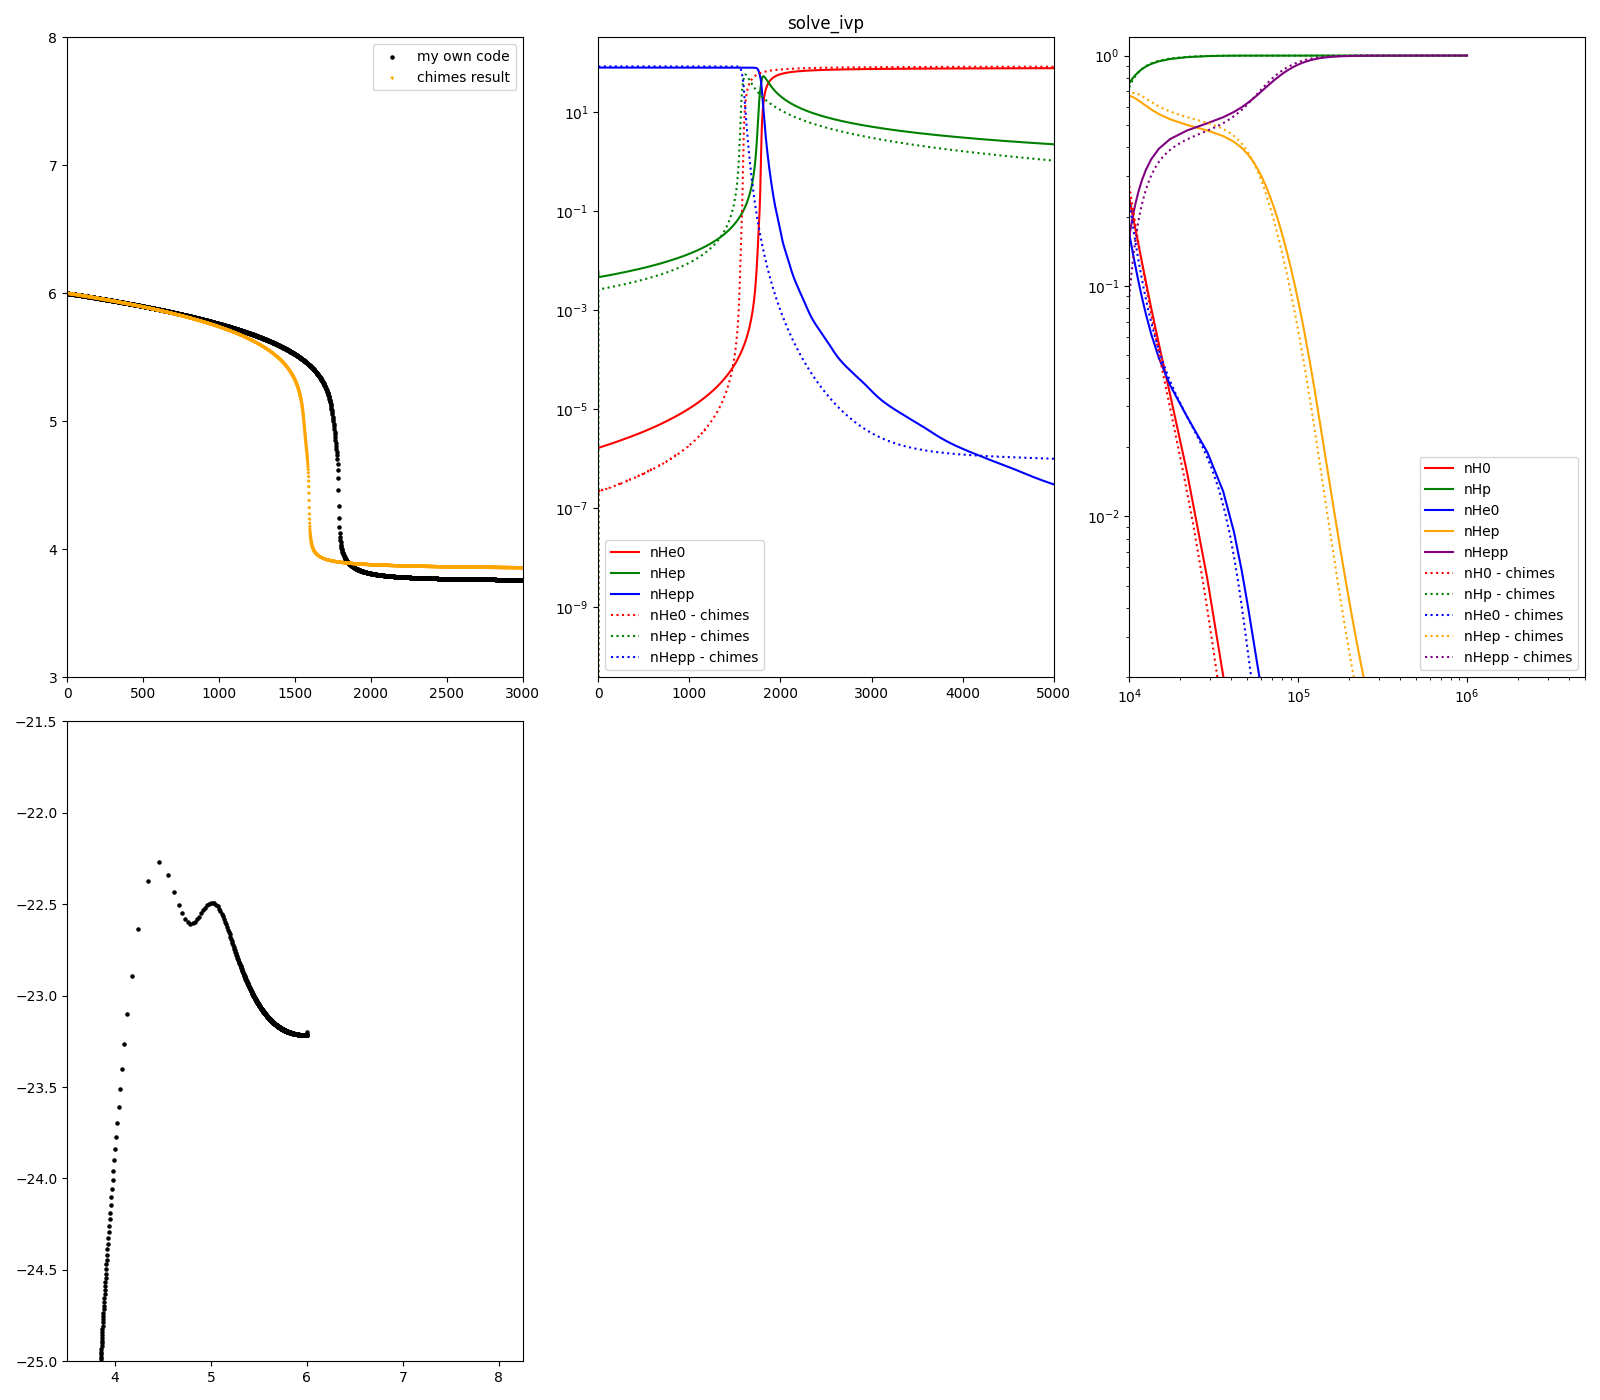 solve_ivp
8
7
6
5
4
3
0 500 1000 1500 2000 2500 3000
my own code
chimes result
10^1
10^−1
10^−3
10^−5
10^−7
10^−9
0 1000 2000 3000 4000 5000
nHe0
nHep
nHepp
nHe0 - chimes
nHep - chimes
nHepp - chimes
10^0
10^−1
10^−2
10^4 10^5 10^6
nH0
nHp
nHe0
nHep
nHepp
nH0 - chimes
nHp - chimes
nHe0 - chimes
nHep - chimes
nHepp - chimes
−21.5
−22.0
−22.5
−23.0
−23.5
−24.0
−24.5
−25.0
4 5 6 7 8